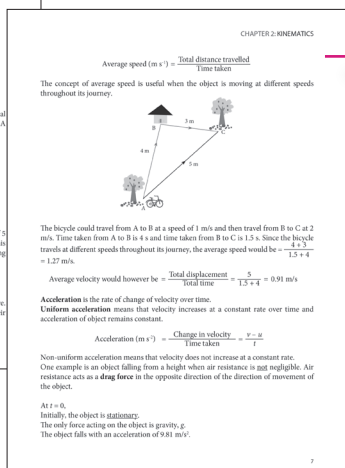 CHAPTER 2: KINEMATICS
Average speed (m s⁻¹) = Total distance travelled / Time taken
The concept of average speed is useful when the object is moving at different speeds
throughout its journey.
B
3 m
C
4 m
5 m
A
The bicycle could travel from A to B at a speed of 1 m/s and then travel from B to C at 2
m/s. Time taken from A to B is 4 s and time taken from B to C is 1.5 s. Since the bicycle
travels at different speeds throughout its journey, the average speed would be = 4 + 3 / 1.5 + 4
= 1.27 m/s.
Average velocity would however be = Total displacement / Total time = 5 / 1.5 + 4 = 0.91 m/s
Acceleration is the rate of change of velocity over time.
Uniform acceleration means that velocity increases at a constant rate over time and
acceleration of object remains constant.
Acceleration (m s⁻²) = Change in velocity / Time taken = v – u / t
Non-uniform acceleration means that velocity does not increase at a constant rate.
One example is an object falling from a height when air resistance is not negligible. Air
resistance acts as a drag force in the opposite direction of the direction of movement of
the object.
At t = 0,
Initially, the object is stationary.
The only force acting on the object is gravity, g.
The object falls with an acceleration of 9.81 m/s².
7